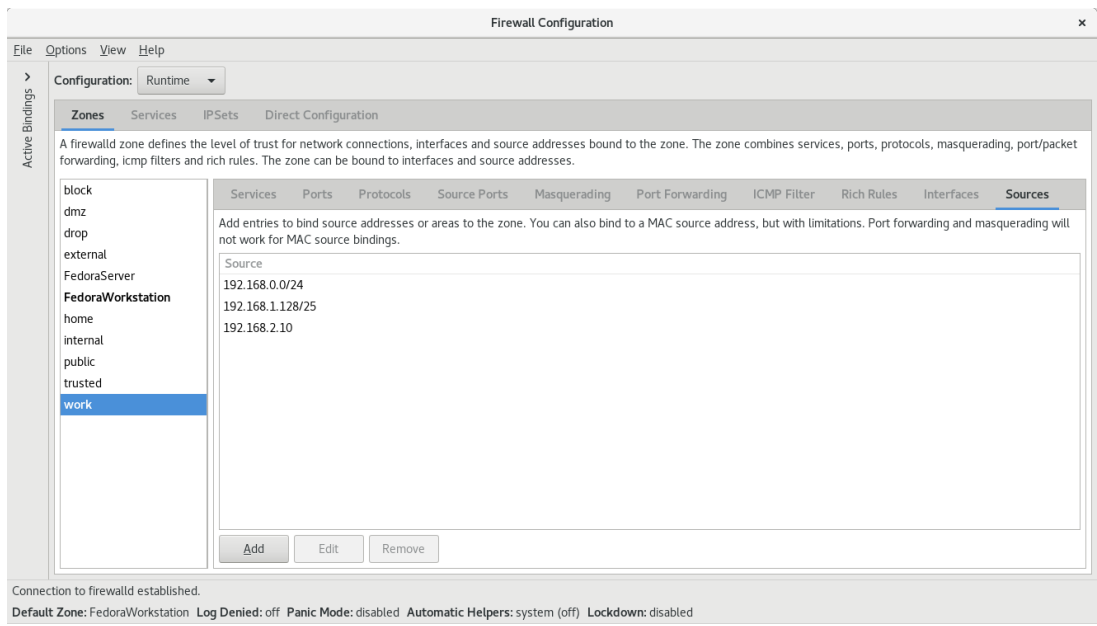 Firewall Configuration ×
File Options View Help
Active Bindings
Configuration: Runtime
Zones Services IPSets Direct Configuration
A firewalld zone defines the level of trust for network connections, interfaces and source addresses bound to the zone. The zone combines services, ports, protocols, masquerading, port/packet
forwarding, icmp filters and rich rules. The zone can be bound to interfaces and source addresses.
block
dmz
drop
external
FedoraServer
FedoraWorkstation
home
internal
public
trusted
work
Services Ports Protocols Source Ports Masquerading Port Forwarding ICMP Filter Rich Rules Interfaces Sources
Add entries to bind source addresses or areas to the zone. You can also bind to a MAC source address, but with limitations. Port forwarding and masquerading will
not work for MAC source bindings.
Source
192.168.0.0/24
192.168.1.128/25
192.168.2.10
Add Edit Remove
Connection to firewalld established.
Default Zone: FedoraWorkstation Log Denied: off Panic Mode: disabled Automatic Helpers: system (off) Lockdown: disabled